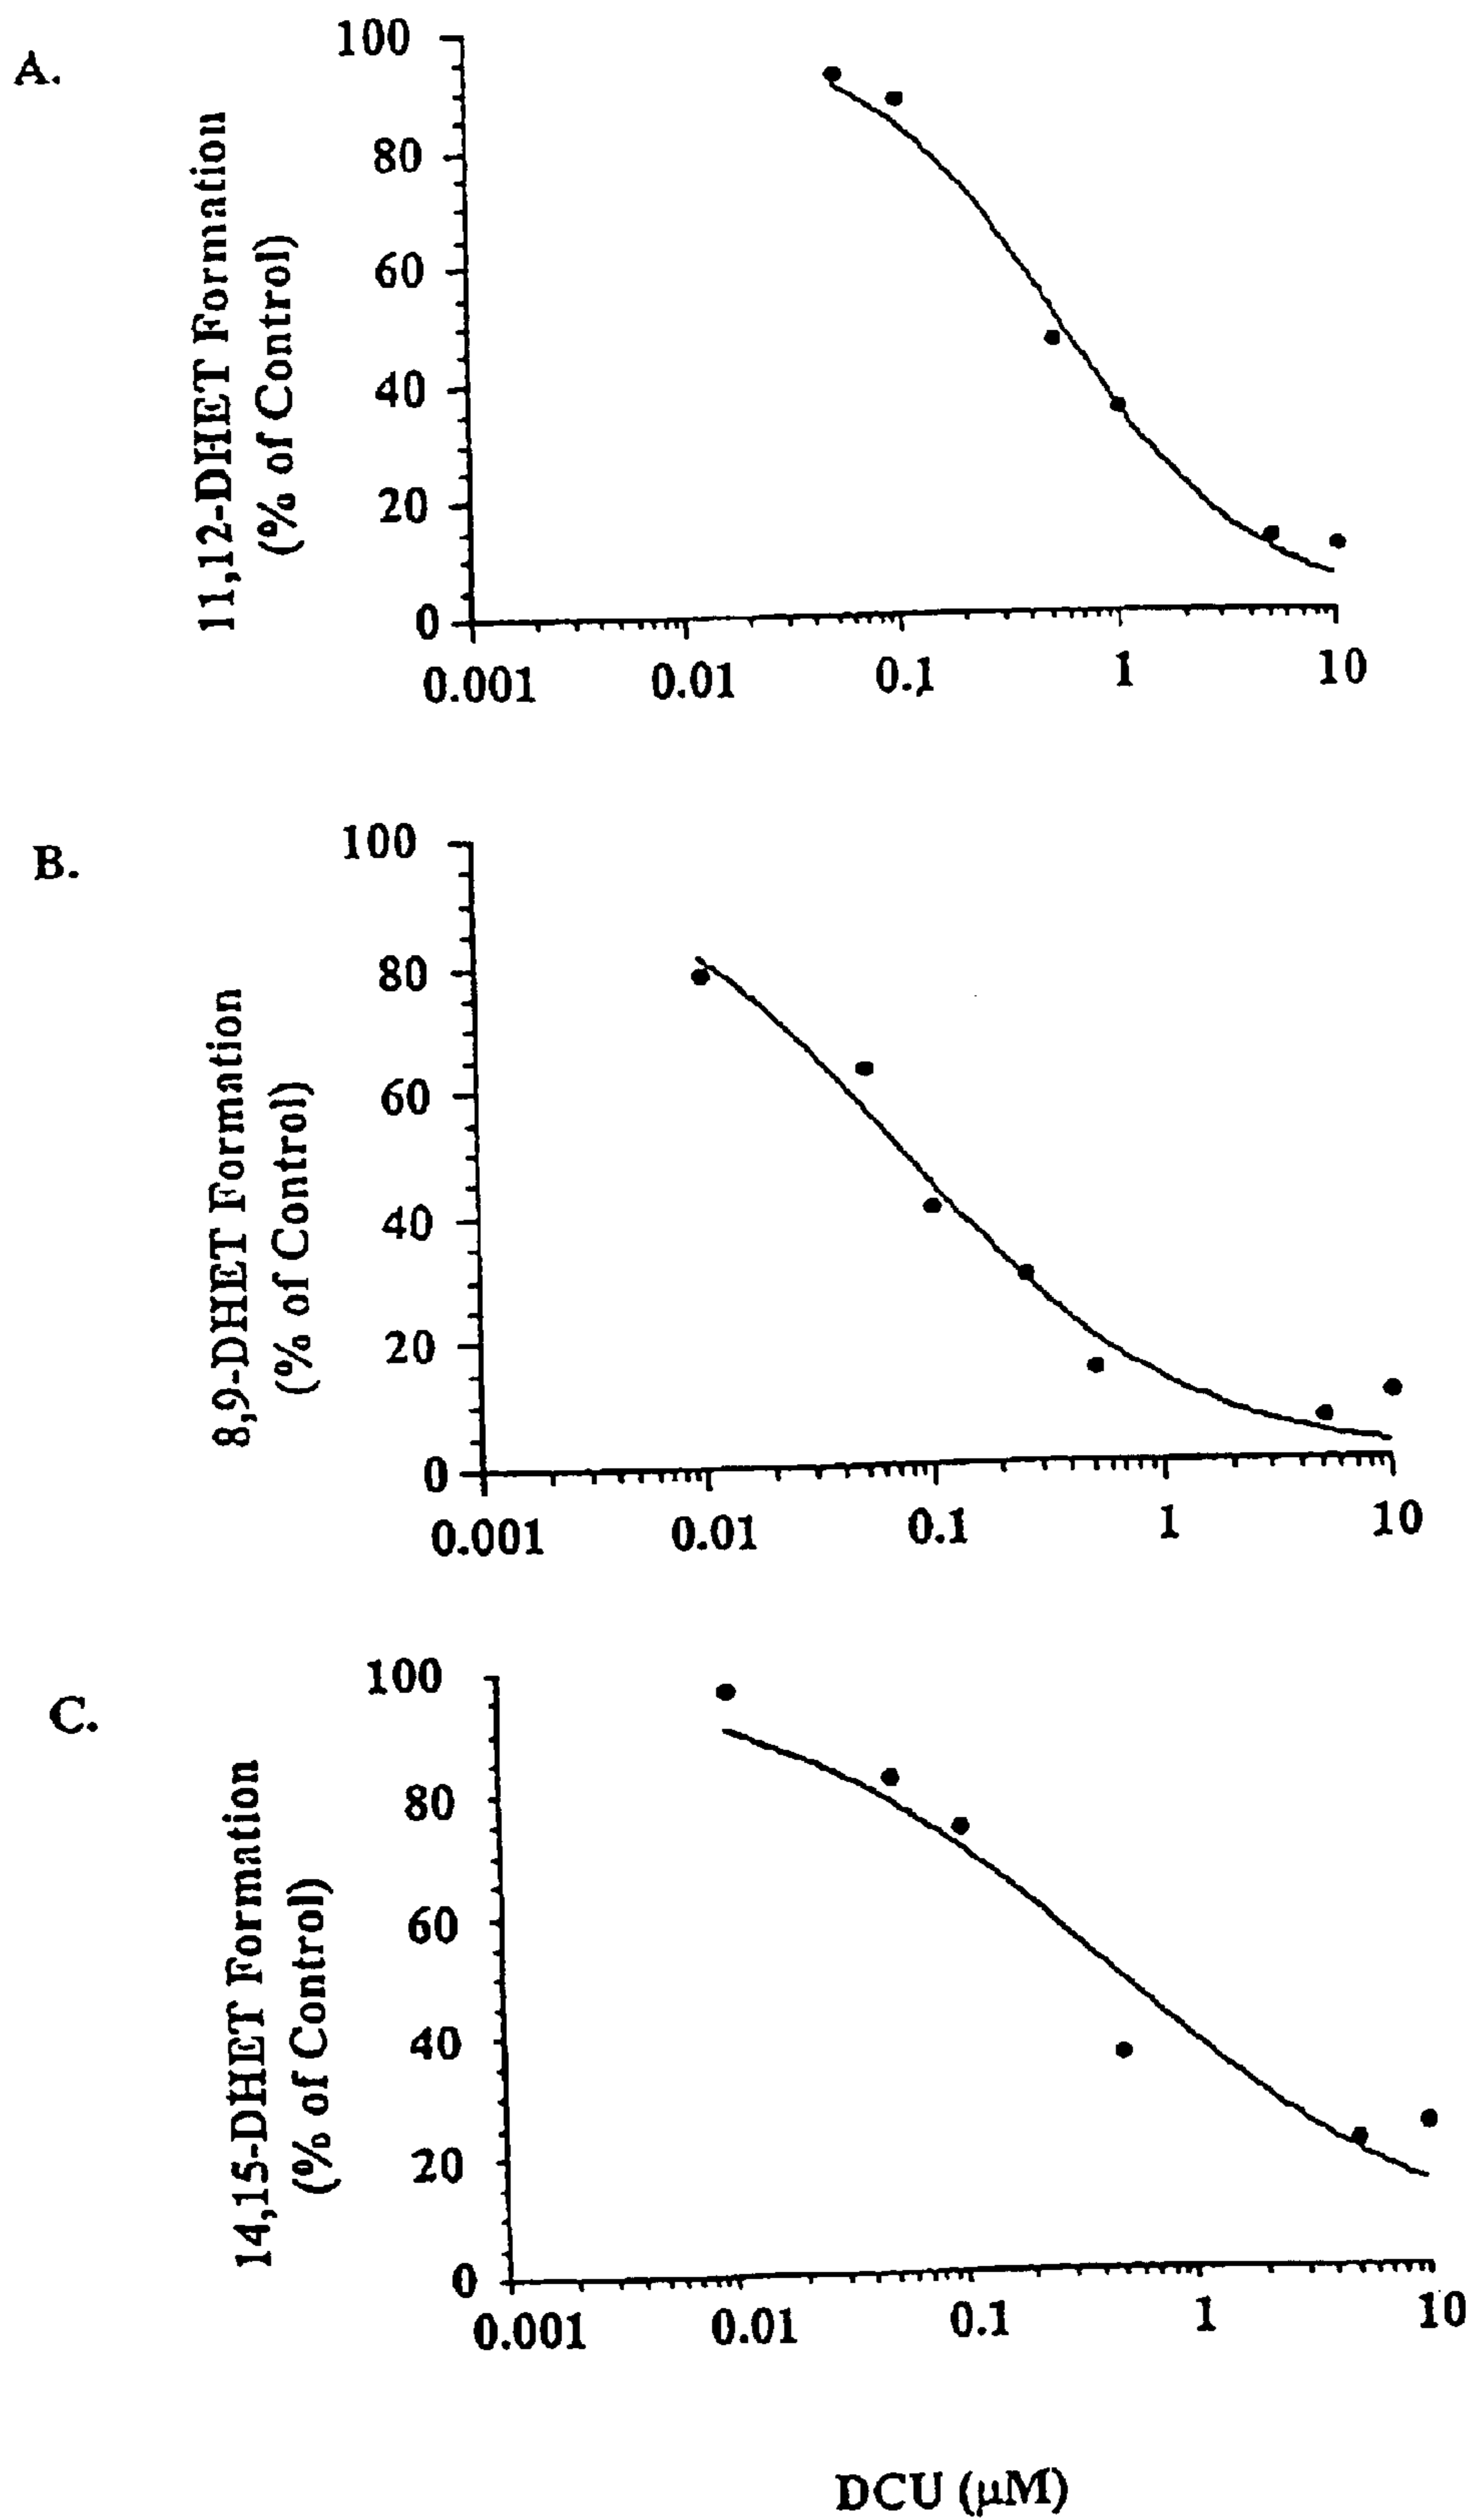 A.
11,12-DHET Formation
(% of Control)
100
80
60
40
20
0
0.001 0.01 0.1 1 10
B.
8,9-DHET Formation
(% of Control)
100
80
60
40
20
0
0.001 0.01 0.1 1 10
C.
14,15-DHET Formation
(% of Control)
100
80
60
40
20
0
0.001 0.01 0.1 1 10
DCU (μM)